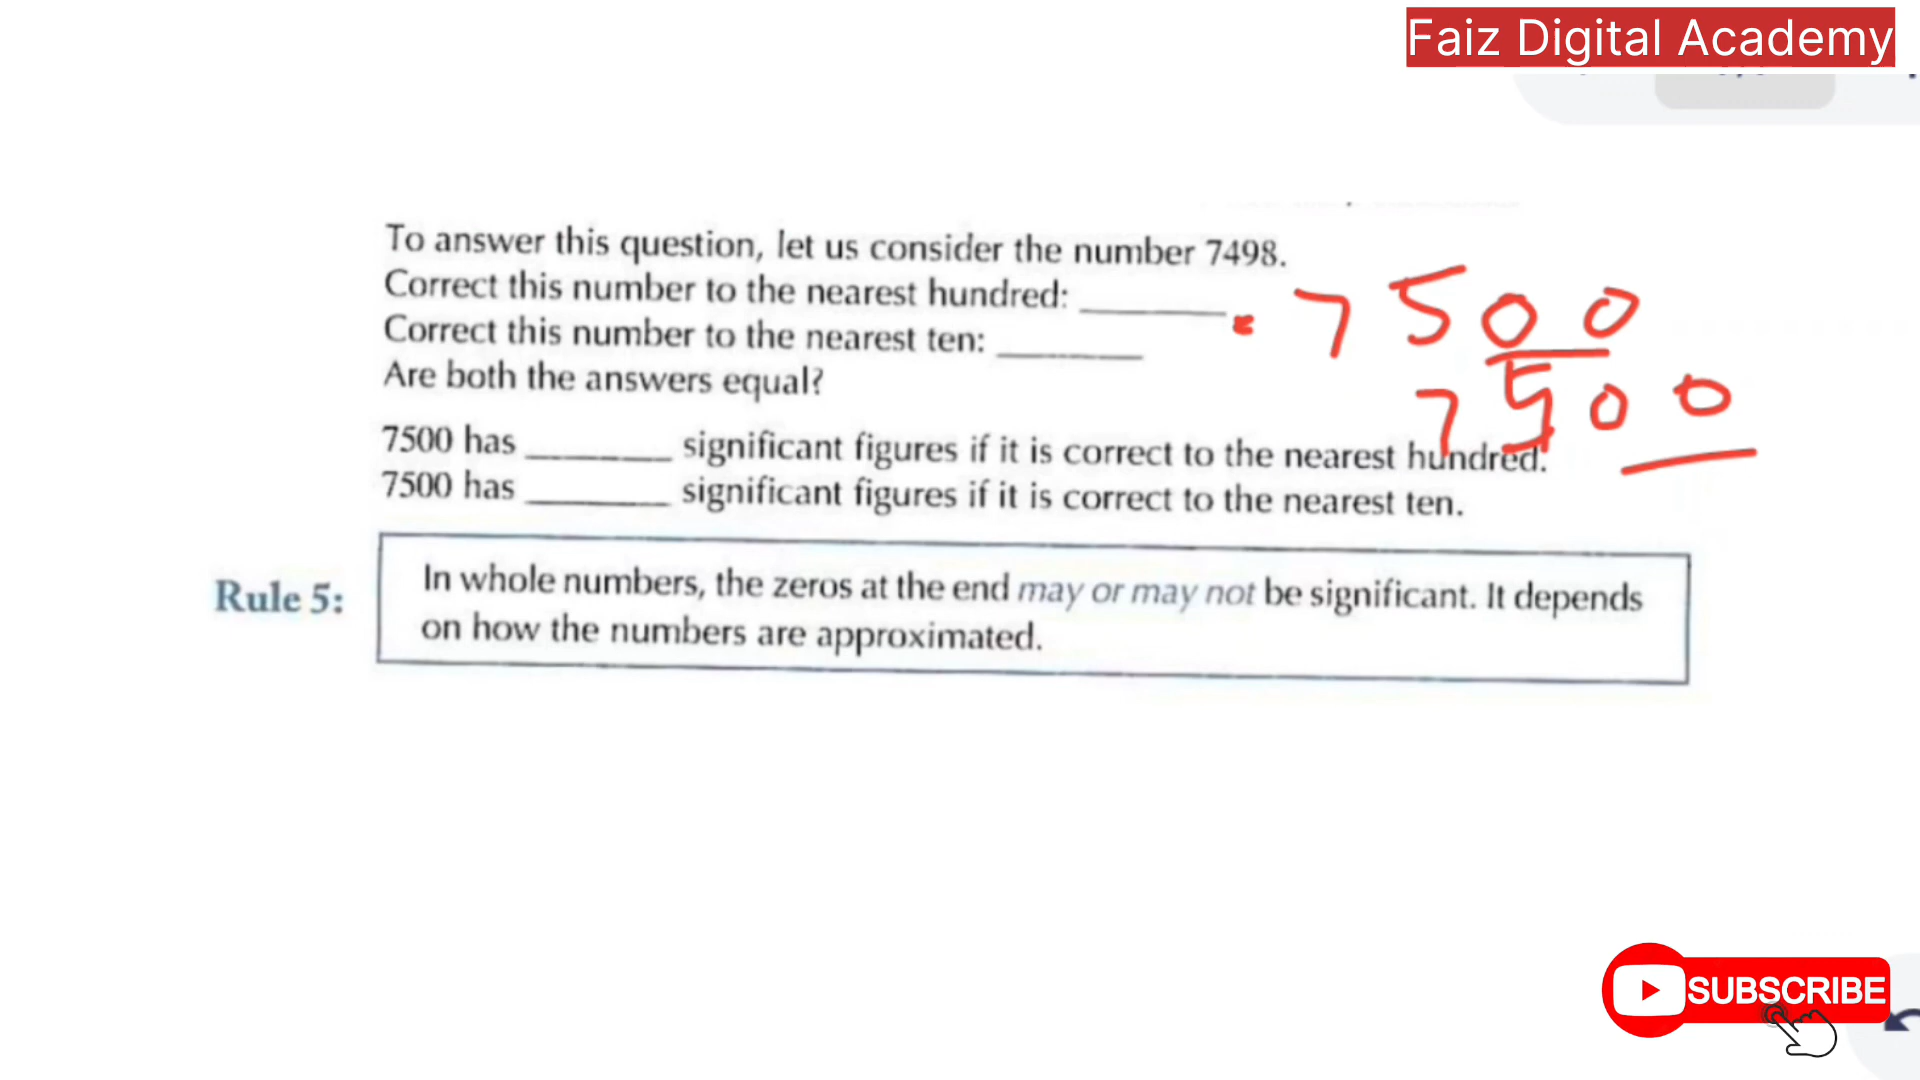 Faiz Digital Academy
To answer this question, let us consider the number 7498.
Correct this number to the nearest hundred: ________. 7500
Correct this number to the nearest ten: ________
7500
Are both the answers equal?
7500 has ________ significant figures if it is correct to the nearest hundred.
7500 has ________ significant figures if it is correct to the nearest ten.
Rule 5: In whole numbers, the zeros at the end may or may not be significant. It depends
on how the numbers are approximated.
SUBSCRIBE